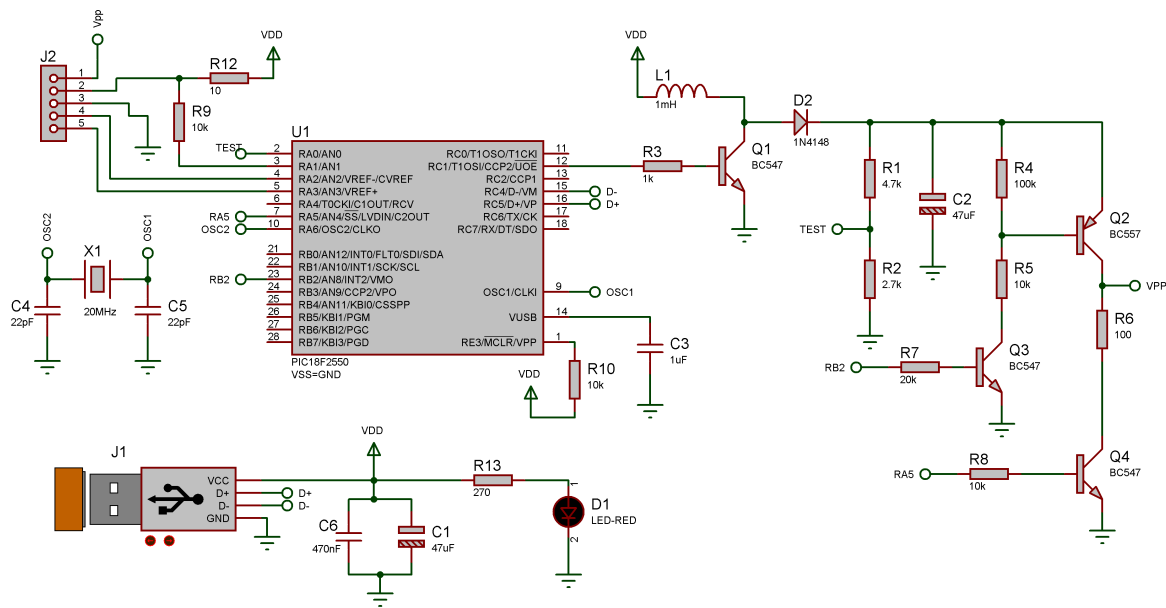 Vpp
J2
1
2
3
4
5
R12
10
VDD
R9
10k
TEST
U1
2
RA0/AN0
3
RA1/AN1
4
RA2/AN2/VREF-/CVREF
5
RA3/AN3/VREF+
6
RA4/T0CKI/C1OUT/RCV
RA5
7
RA5/AN4/SS/LVDIN/C2OUT
OSC2
10
RA6/OSC2/CLKO
21
RB0/AN12/INT0/FLT0/SDI/SDA
22
RB1/AN10/INT1/SCK/SCL
RB2
23
RB2/AN8/INT2/VMO
24
RB3/AN9/CCP2/VPO
25
RB4/AN11/KBI0/CSSPP
26
RB5/KBI1/PGM
27
RB6/KBI2/PGC
28
RB7/KBI3/PGD
RC0/T1OSO/T1CKI
11
RC1/T1OSI/CCP2/UOE
12
RC2/CCP1
13
RC4/D-/VM
15
D-
RC5/D+/VP
16
D+
RC6/TX/CK
17
RC7/RX/DT/SDO
18
OSC1/CLKI
9
OSC1
VUSB
14
RE3/MCLR/VPP
1
PIC18F2550
VSS=GND
OSC2
OSC1
X1
20MHz
C4
22pF
C5
22pF
C3
1uF
R10
10k
VDD
VDD
L1
1mH
R3
1k
Q1
BC547
D2
1N4148
R1
4.7k
TEST
R2
2.7k
C2
47uF
R4
100k
R5
10k
Q2
BC557
VPP
R6
100
RB2
R7
20k
Q3
BC547
RA5
R8
10k
Q4
BC547
J1
VCC
D+
D-
GND
D+
D-
VDD
C6
470nF
C1
47uF
R13
270
1
D1
LED-RED
2